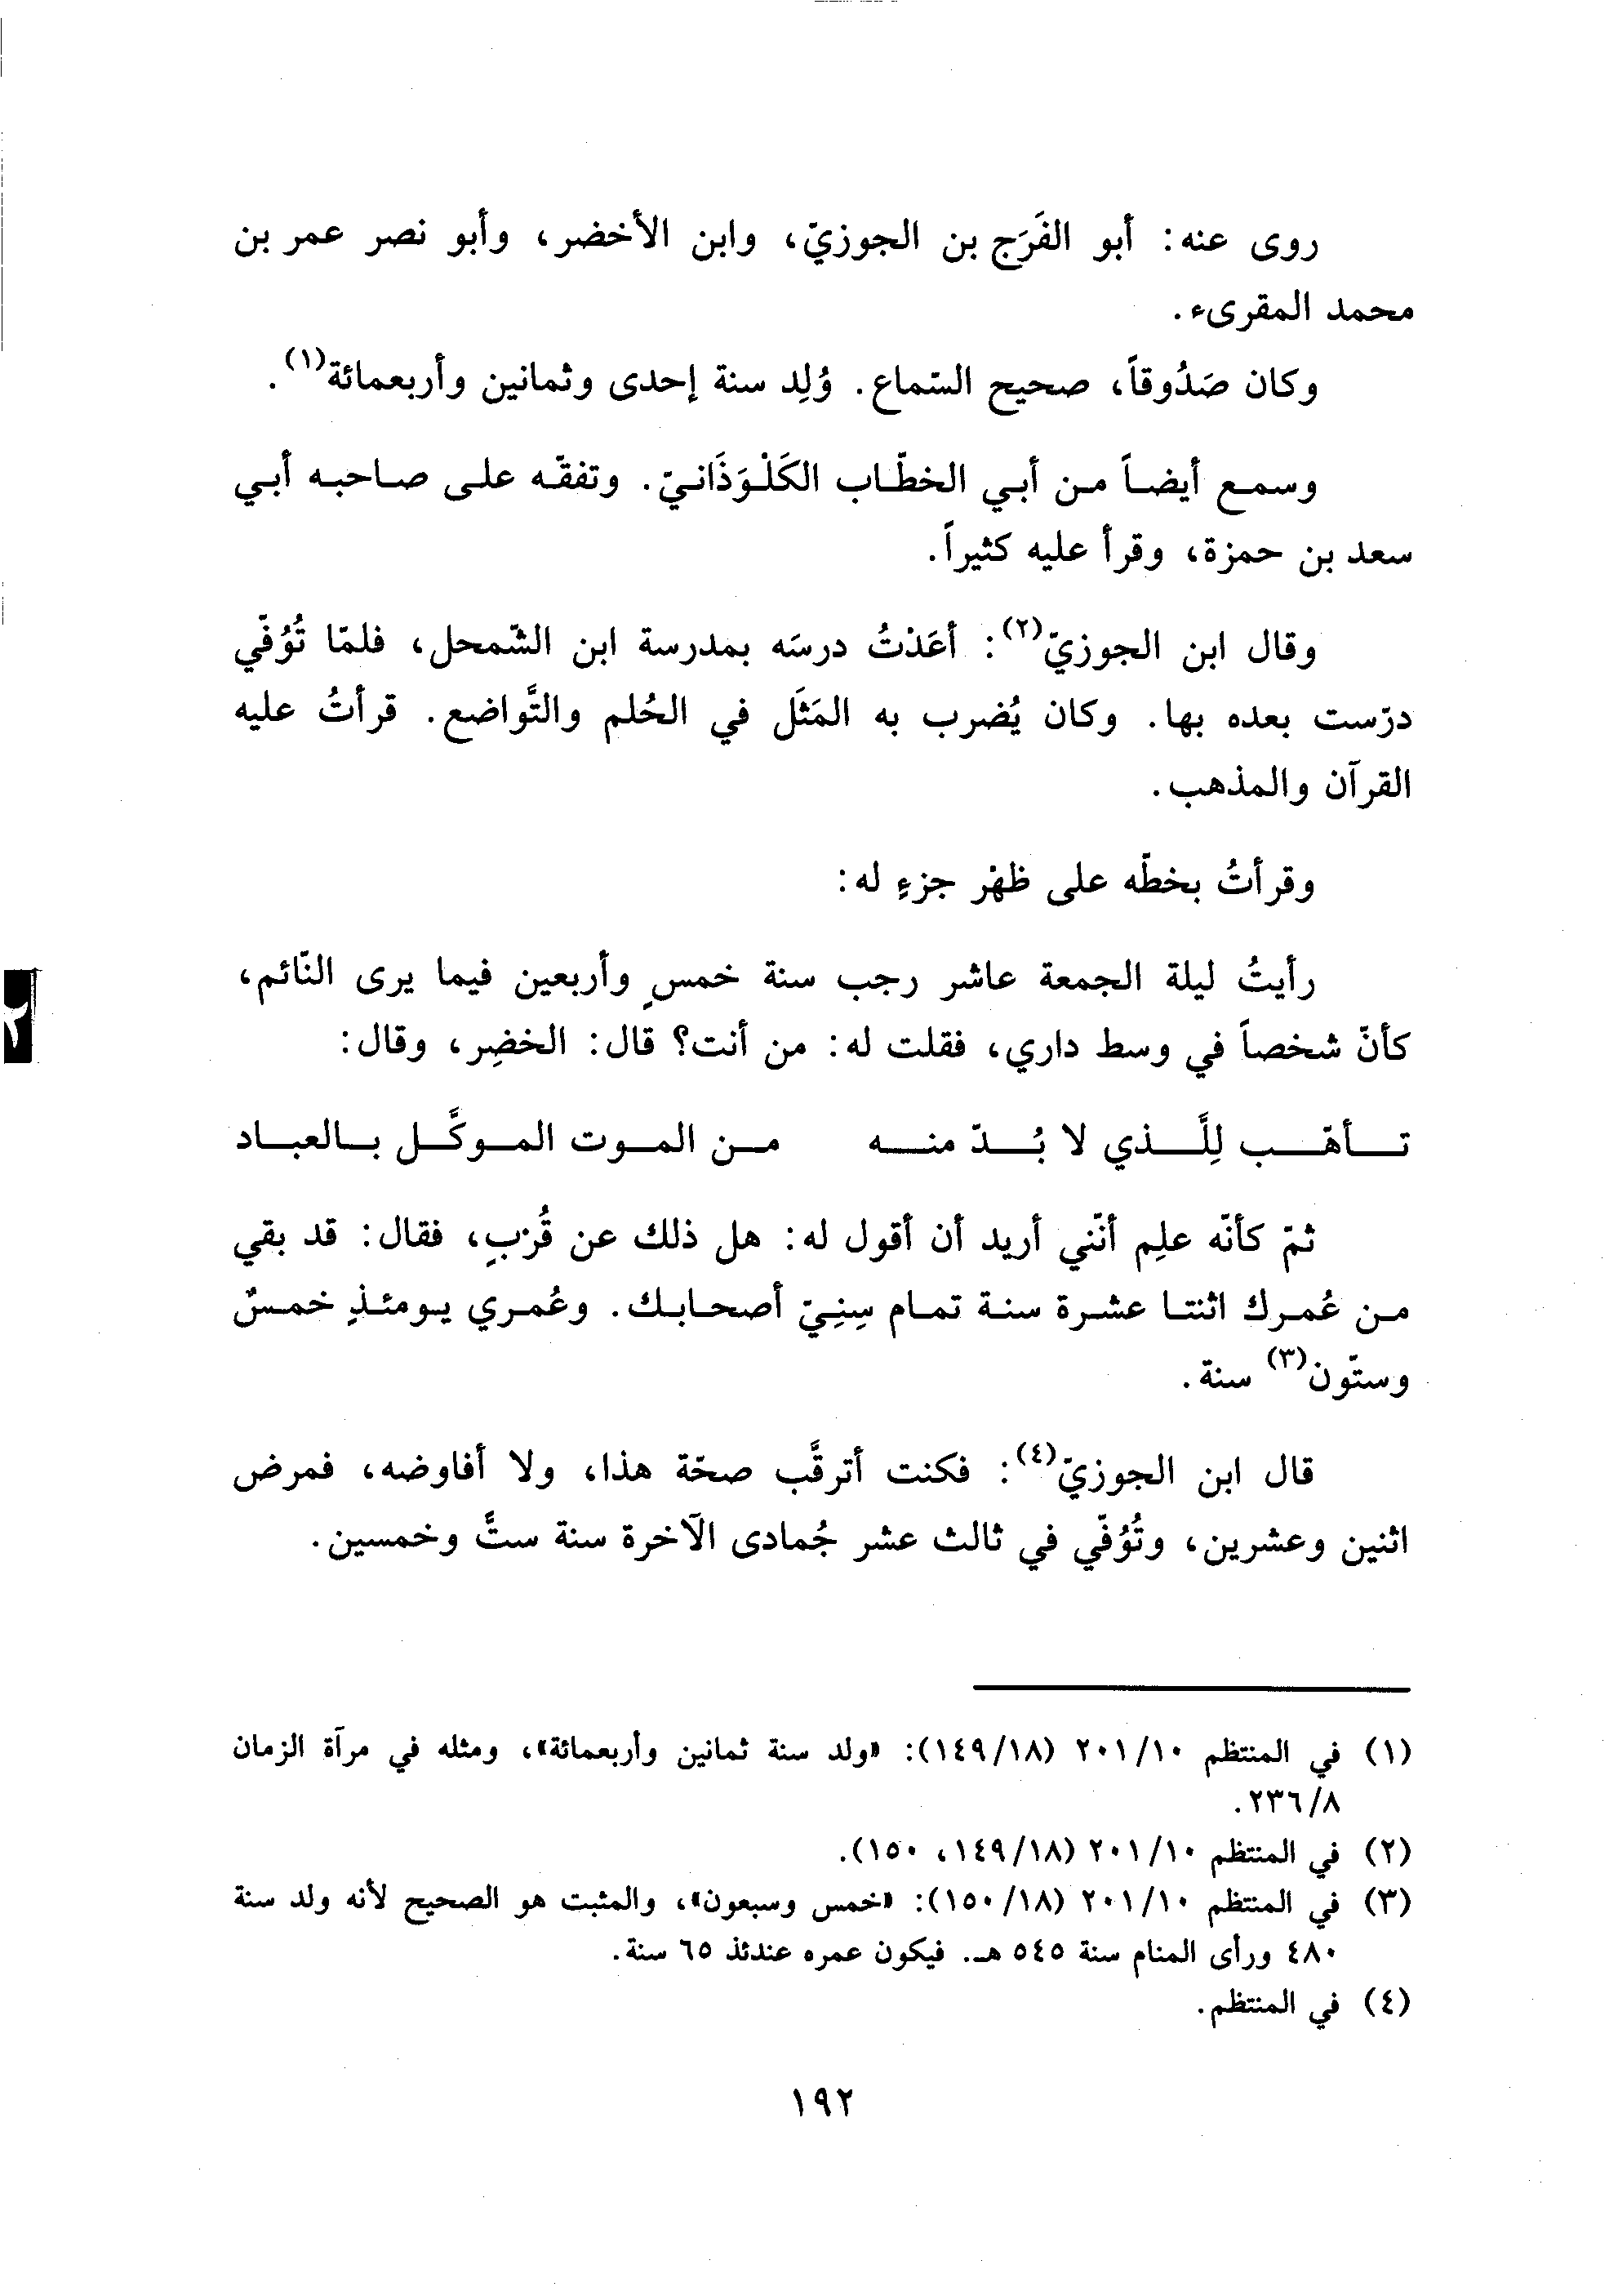 روى عنه: أبو الفَرَج بن الجوزيّ، وابن الأخضر، وأبو نصر عمر بن
محمد المقرىء.
وكان صَدُوقاً، صحيح السّماع. وُلِد سنة إحدى وثمانين وأربعمائة(١).
وسمع أيضاً من أبي الخطّاب الكَلْوَذَانيّ. وتفقّه على صاحبه أبي
سعد بن حمزة، وقرأ عليه كثيراً.
وقال ابن الجوزيّ(٢): أعَدْتُ درسَه بمدرسة ابن الشّمحل، فلمّا تُوُفّي
درّست بعده بها. وكان يُضرب به المَثَل في الحُلم والتَّواضع. قرأتُ عليه
القرآن والمذهب.
وقرأتُ بخطّه على ظهْر جزءٍ له:
رأيتُ ليلة الجمعة عاشر رجب سنة خمسٍ وأربعين فيما يرى النّائم،
كأنّ شخصاً في وسط داري، فقلت له: من أنت؟ قال: الخضِر، وقال:
تأهّب لِلَّذي لا بُدّ منه من الموت الموكَّل بالعباد
ثمّ كأنّه علِم أنّني أريد أن أقول له: هل ذلك عن قُرْبٍ، فقال: قد بقي
من عُمرك اثنتا عشرة سنة تمام سِنِيّ أصحابك. وعُمري يومئذٍ خمسٌ
وستّون(٣) سنة.
قال ابن الجوزيّ(٤): فكنت أترقَّب صحّة هذا، ولا أفاوضه، فمرض
اثنين وعشرين، وتُوُفّي في ثالث عشر جُمادى الآخرة سنة ستَّ وخمسين.
(١) في المنتظم ٢٠١/١٠ (١٤٩/١٨): «ولد سنة ثمانين وأربعمائة»، ومثله في مرآة الزمان
٢٣٦/٨.
(٢) في المنتظم ٢٠١/١٠ (١٤٩/١٨، ١٥٠).
(٣) في المنتظم ٢٠١/١٠ (١٥٠/١٨): «خمس وسبعون»، والمثبت هو الصحيح لأنه ولد سنة
٤٨٠ ورأى المنام سنة ٥٤٥ هـ. فيكون عمره عندئذ ٦٥ سنة.
(٤) في المنتظم.
١٩٢